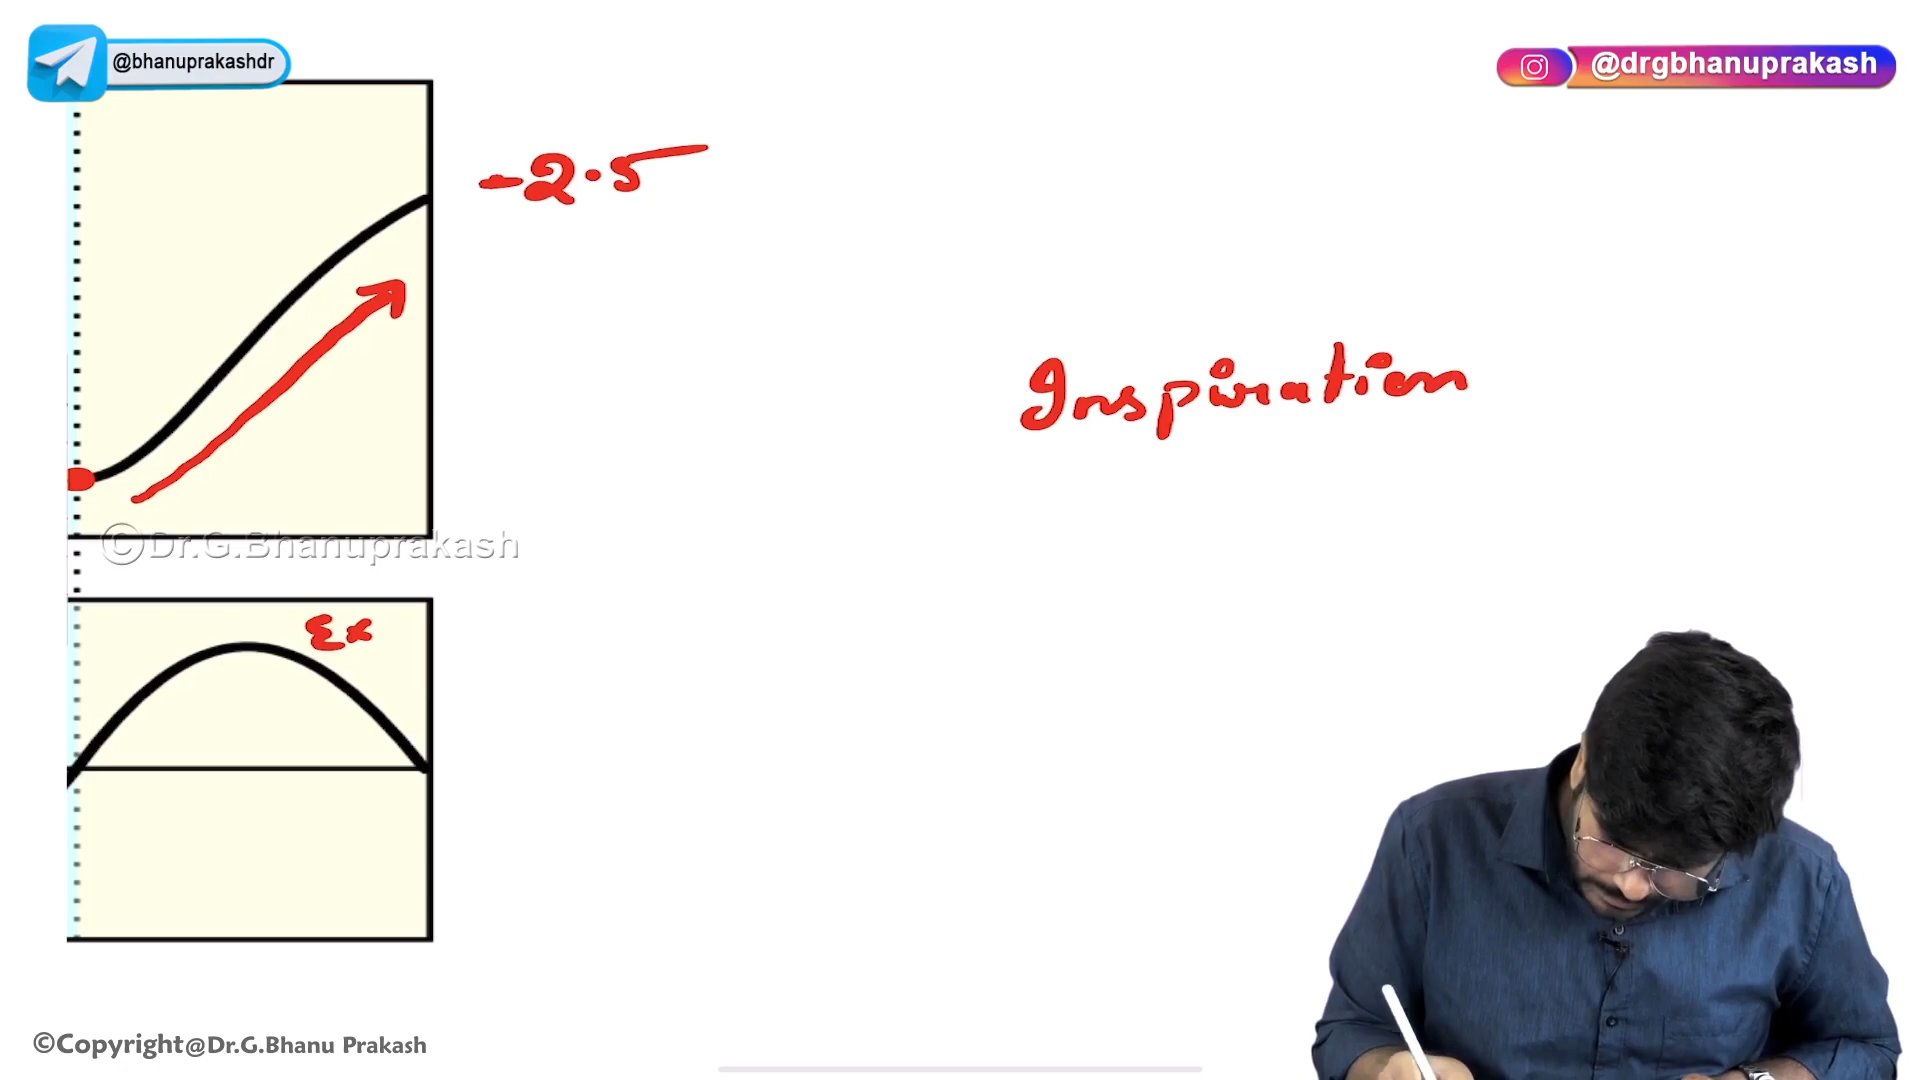 @bhanuprakashdr
@drgbhanuprakash
-2.5
Inspiration
©Dr.G.Bhanuprakash
Ex
©Copyright@Dr.G.Bhanu Prakash